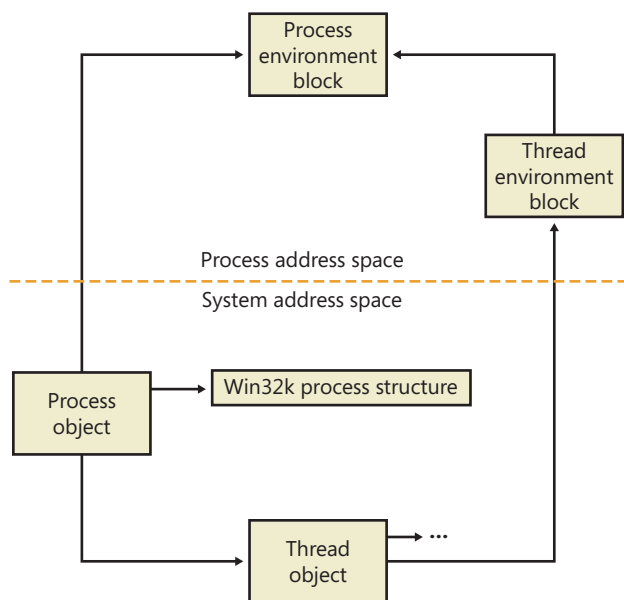 Process
environment
block
Thread
environment
block
Process address space
System address space
Process
object
Win32k process structure
Thread
object
...